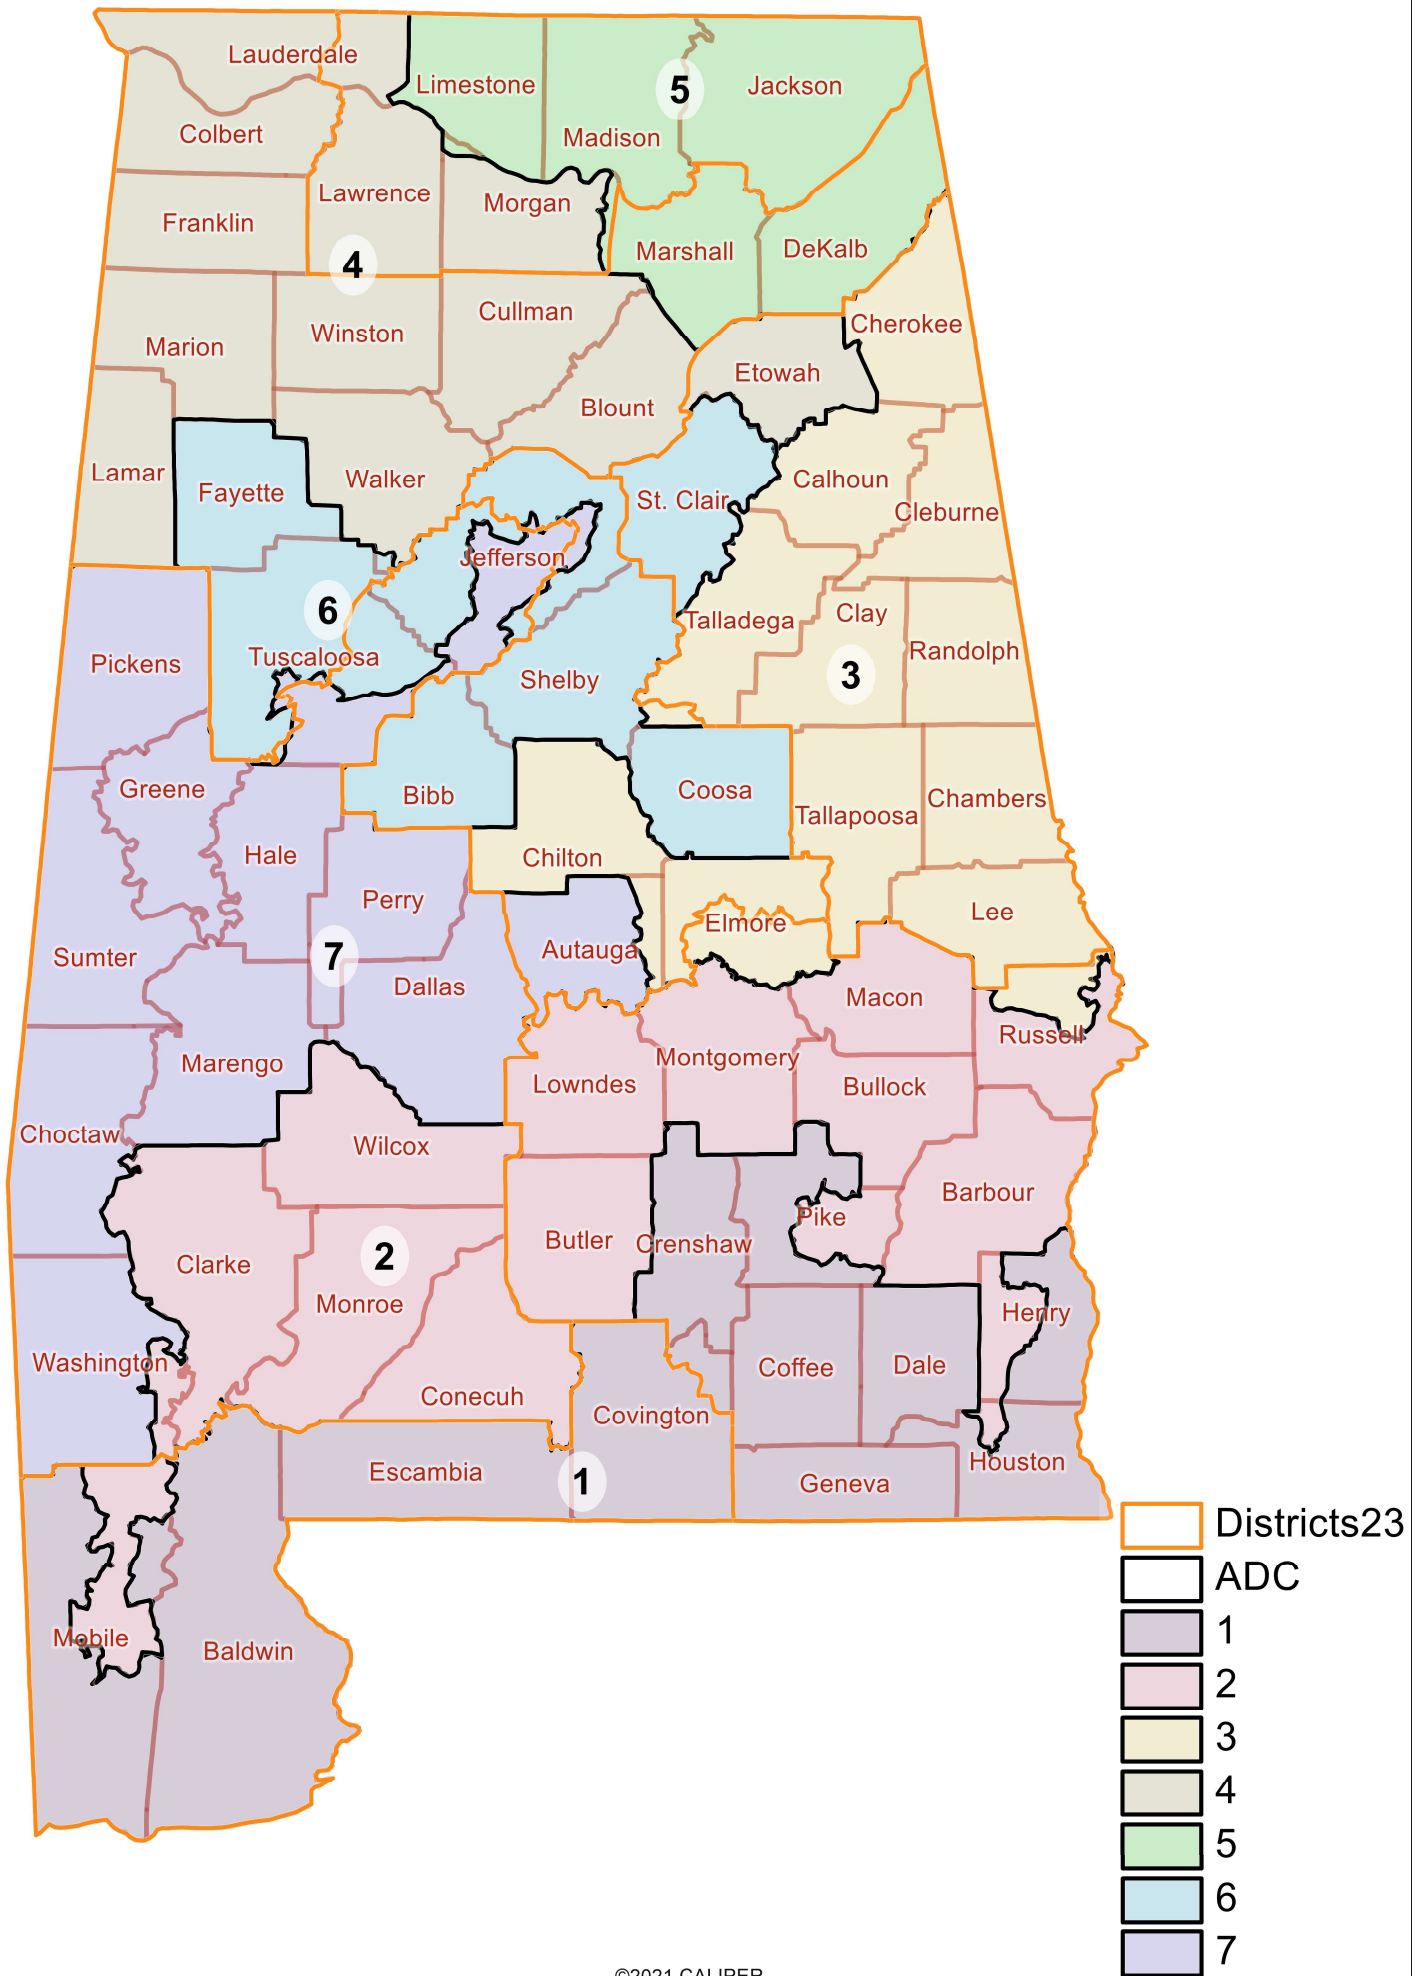 Lauderdale
Limestone
5
Jackson
Colbert
Madison
Lawrence
Morgan
Franklin
Marshall
DeKalb
4
Cullman
Cherokee
Winston
Marion
Etowah
Blount
Lamar
Walker
Calhoun
Fayette
St. Clair
Cleburne
Jefferson
6
Talladega
Clay
Randolph
Pickens
Tuscaloosa
3
Shelby
Greene
Bibb
Coosa
Chambers
Tallapoosa
Hale
Chilton
Perry
Lee
Elmore
Sumter
7
Autauga
Dallas
Macon
Russell
Marengo
Montgomery
Lowndes
Bullock
Choctaw
Wilcox
Barbour
Pike
Clarke
2
Butler
Crenshaw
Monroe
Henry
Washington
Coffee
Dale
Conecuh
Covington
Escambia
1
Houston
Geneva
Mobile
Baldwin
Districts23
ADC
1
2
3
4
5
6
7
©2021 CALIPER